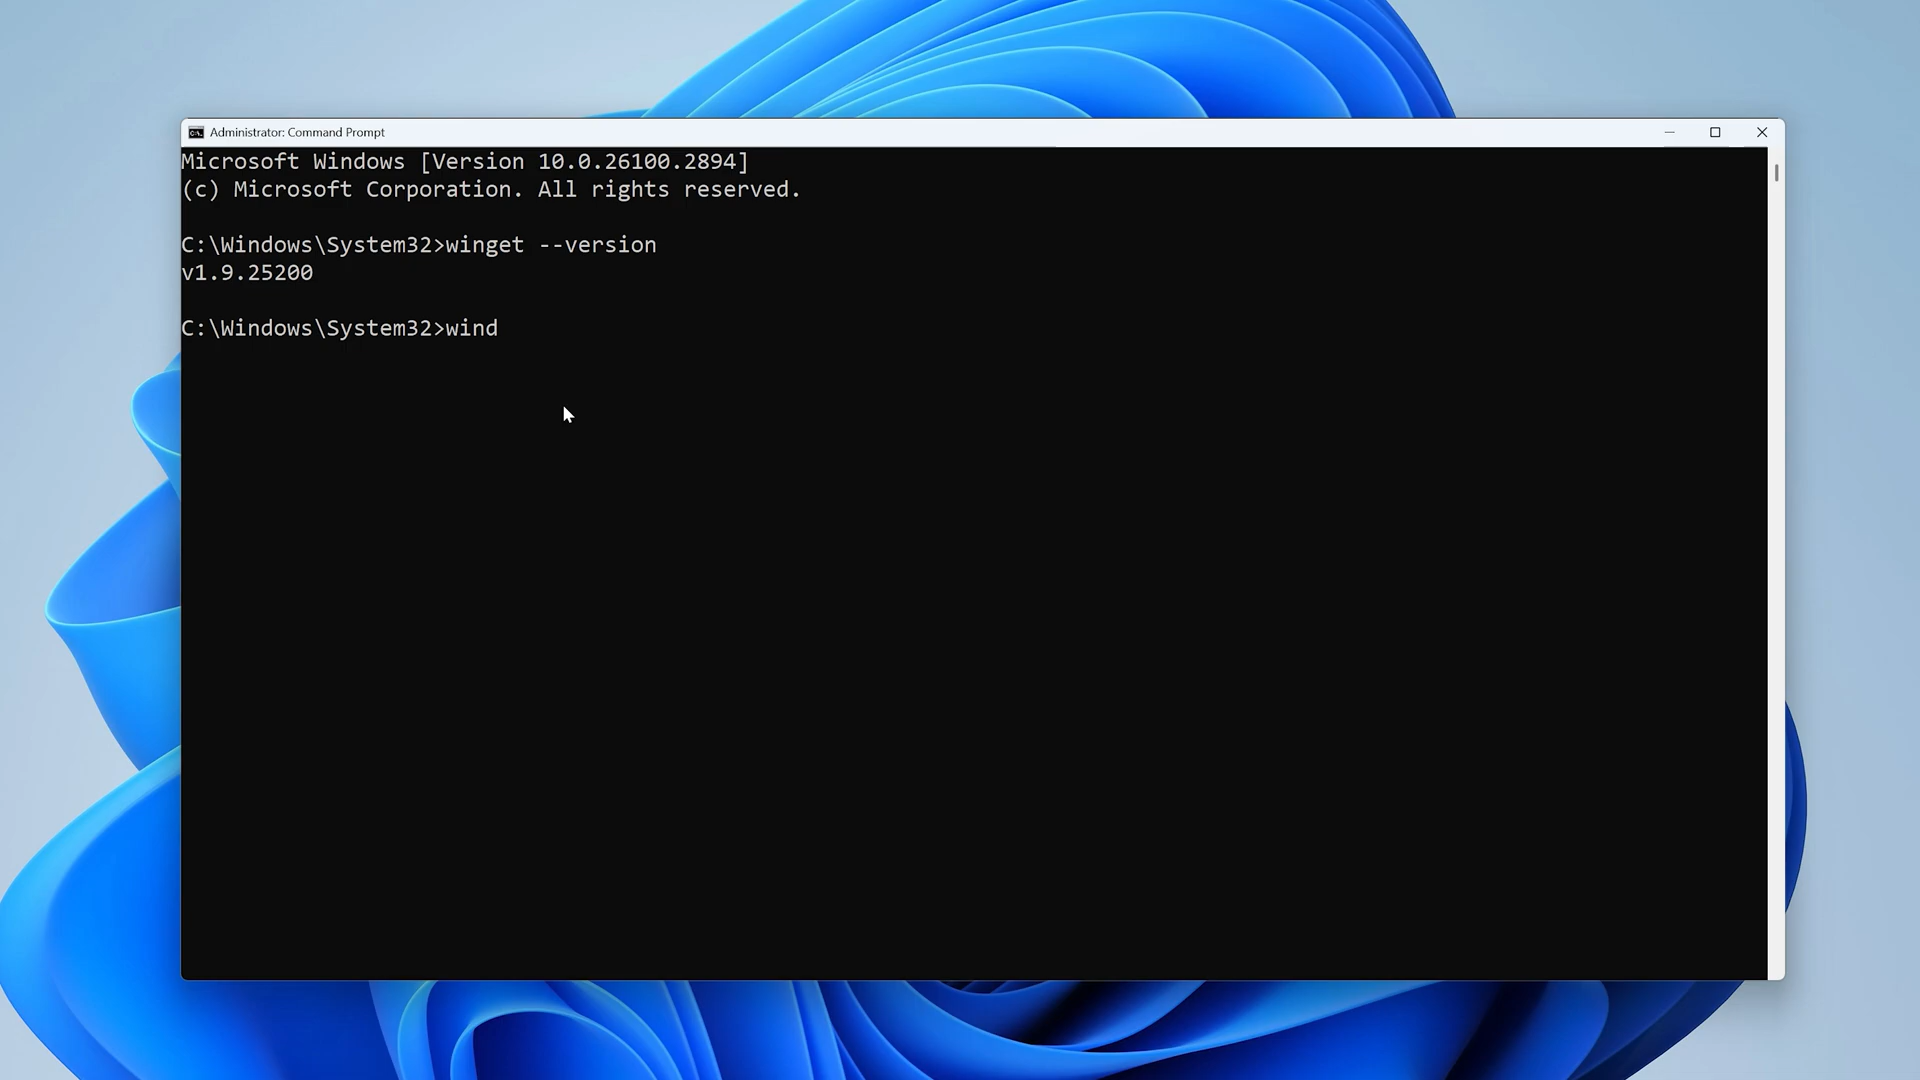 Administrator: Command Prompt
Microsoft Windows [Version 10.0.26100.2894]
(c) Microsoft Corporation. All rights reserved.
C:\Windows\System32>winget --version
v1.9.25200
C:\Windows\System32>wind